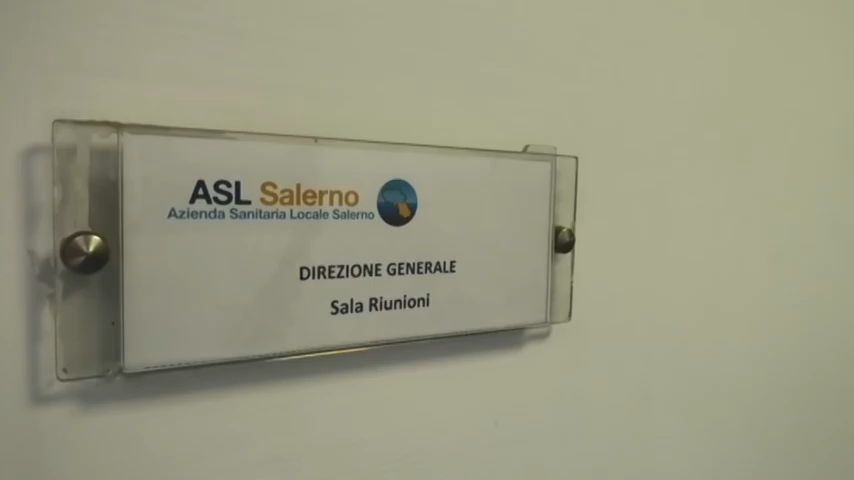 ASL Salerno
Azienda Sanitaria Locale Salerno
DIREZIONE GENERALE
Sala Riunioni